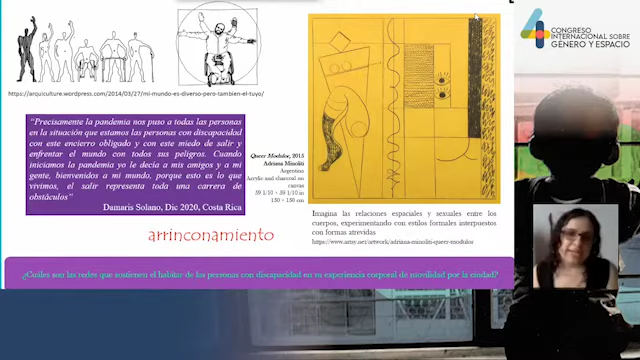 4
CONGRESO
INTERNACIONAL SOBRE
GÉNERO Y ESPACIO
https://arquiculture.wordpress.com/2014/03/27/mi-mundo-es-diverso-pero-tambien-el-tuyo/
“Precisamente la pandemia nos puso a todas las personas
en la situación que estamos las personas con discapacidad
con este encierro obligado y con este miedo de salir y
enfrentar el mundo con todos sus peligros. Cuando
iniciamos la pandemia yo le decía a mis amigos y a mi
gente, bienvenidos a mi mundo, porque esto es lo que
vivimos, el salir representa toda una carrera de
obstáculos”
Damaris Solano, Dic 2020, Costa Rica
Queer Modulor, 2015
Adriana Minoliti
Argentina
Acrylic and charcoal on
canvas
59 1/10 × 59 1/10 in
150 × 150 cm
Imagina las relaciones espaciales y sexuales entre los
cuerpos, experimentando con estilos formales interpuestos
con formas atrevidas
https://www.artsy.net/artwork/adriana-minoliti-queer-modulor
arrinconamiento
¿Cuáles son las redes que sostienen el habitar de las personas con discapacidad en su experiencia corporal de movilidad por la ciudad?